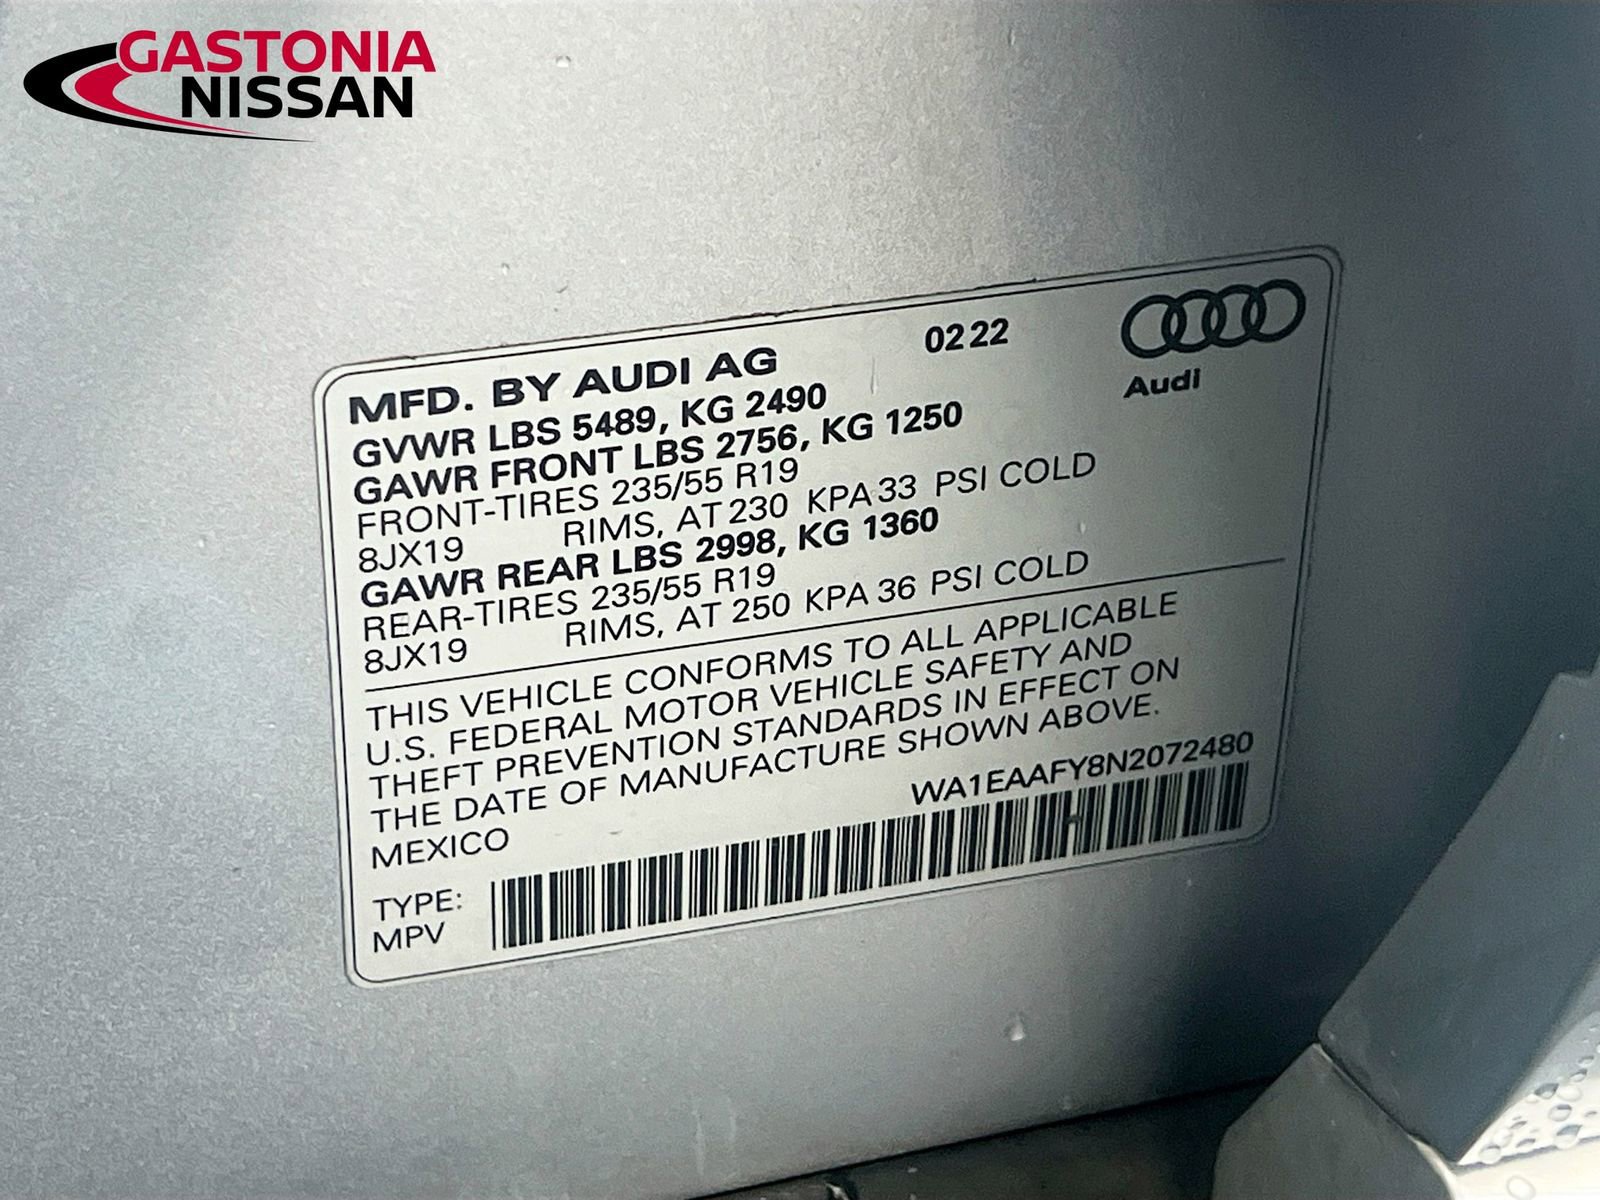 GASTONIA
NISSAN
MFD. BY AUDI AG 02 22
Audi
GVWR LBS 5489, KG 2490
GAWR FRONT LBS 2756, KG 1250
FRONT-TIRES 235/55 R19
8JX19 RIMS, AT 230 KPA 33 PSI COLD
GAWR REAR LBS 2998, KG 1360
REAR-TIRES 235/55 R19
8JX19 RIMS, AT 250 KPA 36 PSI COLD
THIS VEHICLE CONFORMS TO ALL APPLICABLE
U.S. FEDERAL MOTOR VEHICLE SAFETY AND
THEFT PREVENTION STANDARDS IN EFFECT ON
THE DATE OF MANUFACTURE SHOWN ABOVE.
MEXICO WA1EAAFY8N2072480
TYPE:
MPV